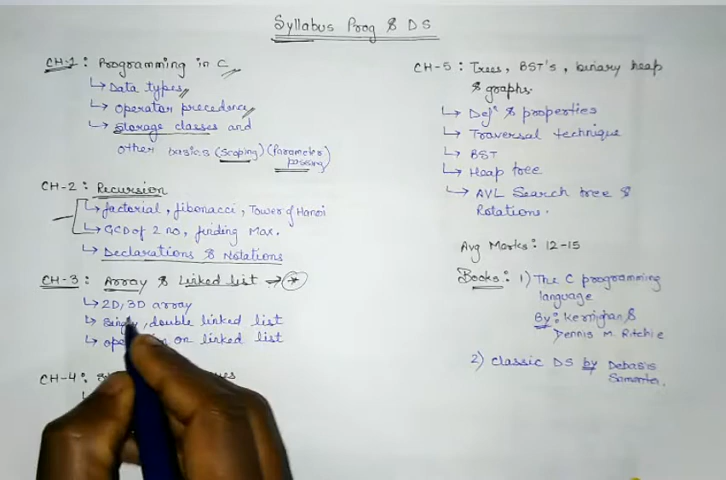 Syllabus Prog & DS
CH-1: Programming in C
↳ Data types
↳ Operator precedency
↳ Storage classes and
other basics (Scoping) (Parameter
passing)
CH-2: Recursion
↳ factorial, fibonacci, Tower of Hanoi
↳ GCD of 2 no, finding Max.
↳ Declarations & Notations
CH-3: Array & Linked list → *
↳ 2D, 3D array
↳ Singly, double linked list
↳ on linked list
CH-4:
CH-5: Trees, BST's, binary heap
& graphs.
↳ Defⁿ & properties
↳ Traversal technique
↳ BST
↳ Heap tree
↳ AVL Search tree &
Rotations.
Avg Marks: 12-15
Books: 1) The C programming
language
By: Kernighan &
Dennis M. Ritchie
2) Classic DS by Debasis
Samanta.